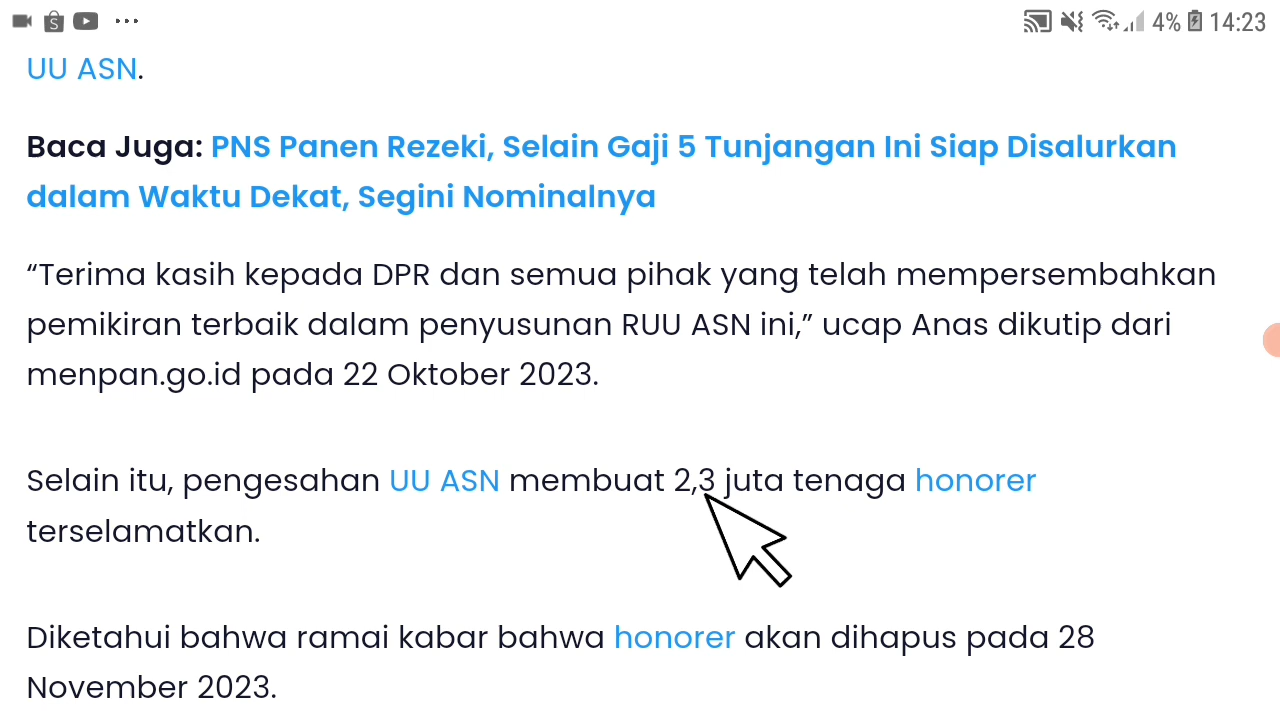 4% 14:23
UU ASN.
Baca Juga: PNS Panen Rezeki, Selain Gaji 5 Tunjangan Ini Siap Disalurkan
dalam Waktu Dekat, Segini Nominalnya
“Terima kasih kepada DPR dan semua pihak yang telah mempersembahkan
pemikiran terbaik dalam penyusunan RUU ASN ini,” ucap Anas dikutip dari
menpan.go.id pada 22 Oktober 2023.
Selain itu, pengesahan UU ASN membuat 2,3 juta tenaga honorer
terselamatkan.
Diketahui bahwa ramai kabar bahwa honorer akan dihapus pada 28
November 2023.